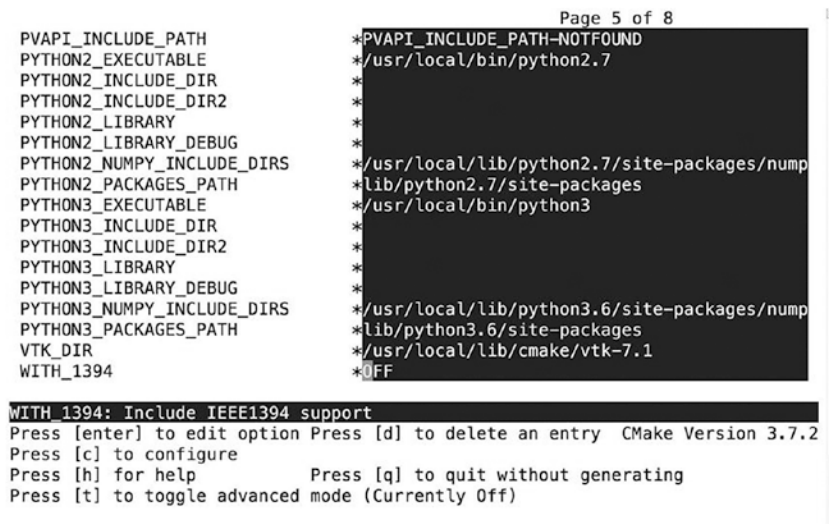 Page 5 of 8
PVAPI_INCLUDE_PATH *PVAPI_INCLUDE_PATH-NOTFOUND
PYTHON2_EXECUTABLE */usr/local/bin/python2.7
PYTHON2_INCLUDE_DIR *
PYTHON2_INCLUDE_DIR2 *
PYTHON2_LIBRARY *
PYTHON2_LIBRARY_DEBUG *
PYTHON2_NUMPY_INCLUDE_DIRS */usr/local/lib/python2.7/site-packages/nump
PYTHON2_PACKAGES_PATH *lib/python2.7/site-packages
PYTHON3_EXECUTABLE */usr/local/bin/python3
PYTHON3_INCLUDE_DIR *
PYTHON3_INCLUDE_DIR2 *
PYTHON3_LIBRARY *
PYTHON3_LIBRARY_DEBUG *
PYTHON3_NUMPY_INCLUDE_DIRS */usr/local/lib/python3.6/site-packages/nump
PYTHON3_PACKAGES_PATH *lib/python3.6/site-packages
VTK_DIR */usr/local/lib/cmake/vtk-7.1
WITH_1394 *OFF
WITH_1394: Include IEEE1394 support
Press [enter] to edit option Press [d] to delete an entry CMake Version 3.7.2
Press [c] to configure
Press [h] for help Press [q] to quit without generating
Press [t] to toggle advanced mode (Currently Off)